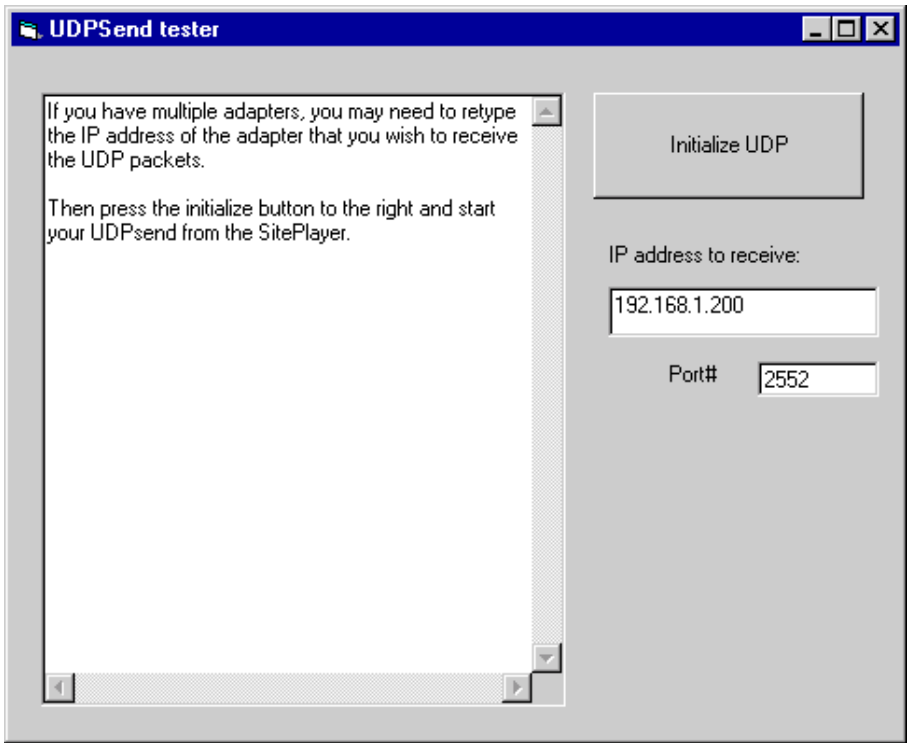 UDPSend tester
If you have multiple adapters, you may need to retype
the IP address of the adapter that you wish to receive
the UDP packets.
Then press the initialize button to the right and start
your UDPsend from the SitePlayer.
Initialize UDP
IP address to receive:
192.168.1.200
Port# 2552